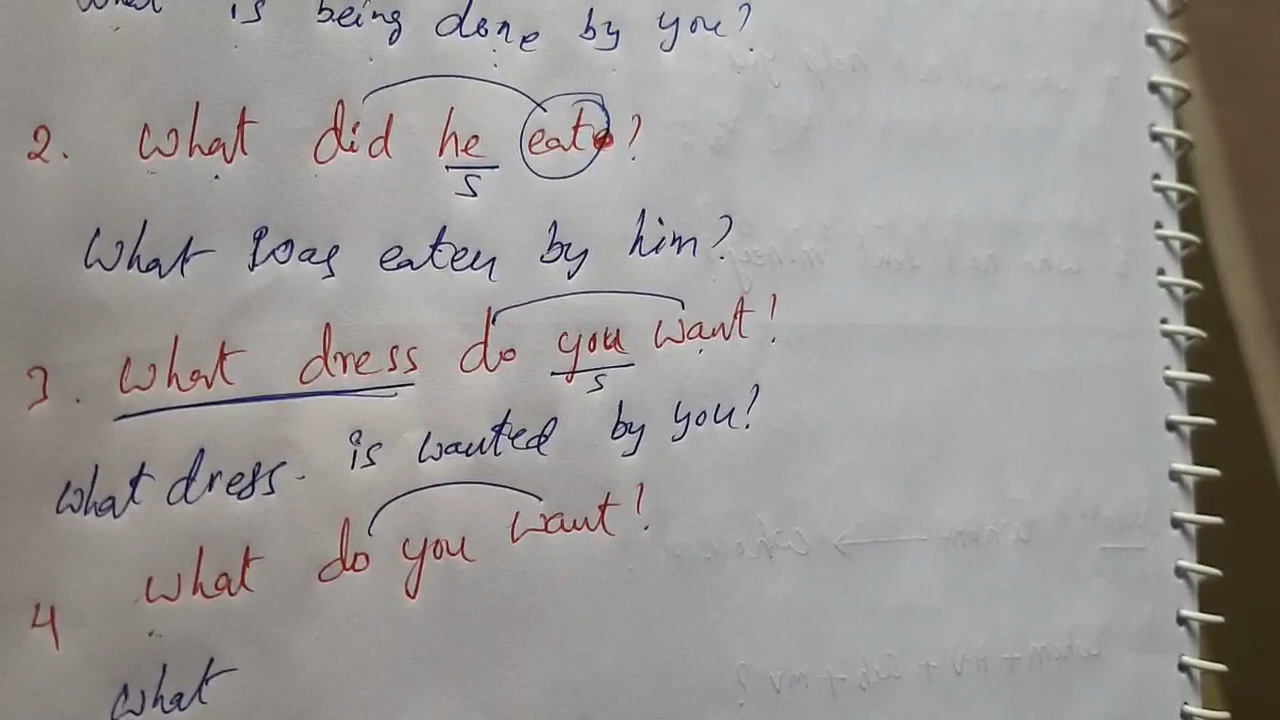 What is being done by you?
2. What did he eat?
S
What was eaten by him?
3. What dress do you want?
S
What dress. is wanted by you?
4 What do you want?
What